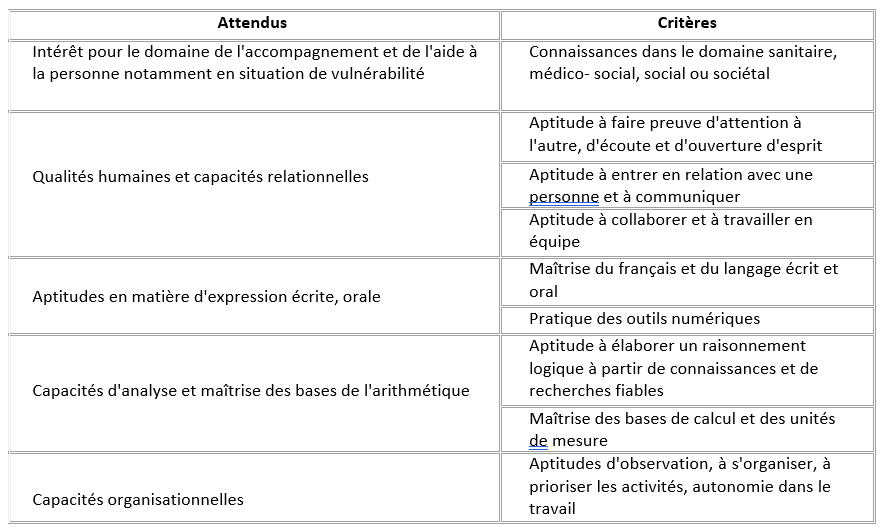 Attendus
Critères
Intérêt pour le domaine de l'accompagnement et de l'aide à
la personne notamment en situation de vulnérabilité
Connaissances dans le domaine sanitaire,
médico- social, social ou sociétal
Qualités humaines et capacités relationnelles
Aptitude à faire preuve d'attention à
l'autre, d'écoute et d'ouverture d'esprit
Aptitude à entrer en relation avec une
personne et à communiquer
Aptitude à collaborer et à travailler en
équipe
Aptitudes en matière d'expression écrite, orale
Maîtrise du français et du langage écrit et
oral
Pratique des outils numériques
Capacités d'analyse et maîtrise des bases de l'arithmétique
Aptitude à élaborer un raisonnement
logique à partir de connaissances et de
recherches fiables
Maîtrise des bases de calcul et des unités
de mesure
Capacités organisationnelles
Aptitudes d'observation, à s'organiser, à
prioriser les activités, autonomie dans le
travail